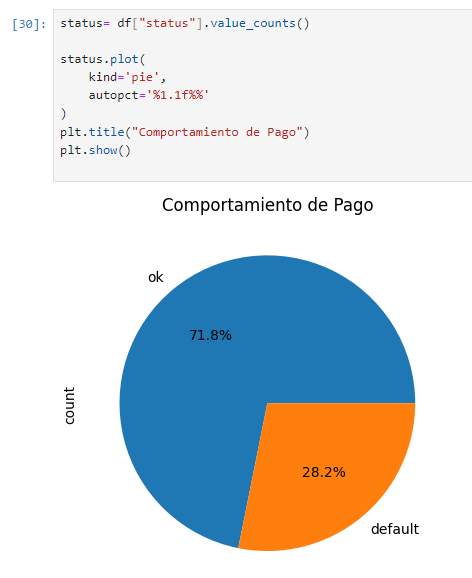 [30]: status= df["status"].value_counts()
status.plot(
    kind='pie',
    autopct='%1.1f%%'
)
plt.title("Comportamiento de Pago")
plt.show()
Comportamiento de Pago
ok
71.8%
count
28.2%
default